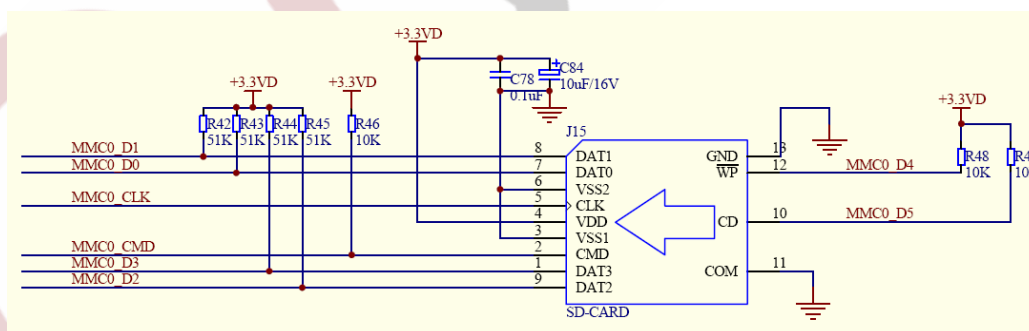 +3.3VD
C78
0.1uF
C84
10uF/16V
+3.3VD
+3.3VD
R42
51K
R43
51K
R44
51K
R45
51K
R46
10K
+3.3VD
R48
10K
J15
MMC0_D1
8
DAT1
MMC0_D0
7
DAT0
6
VSS2
MMC0_CLK
5
CLK
4
VDD
3
VSS1
MMC0_CMD
2
CMD
MMC0_D3
1
DAT3
MMC0_D2
9
DAT2
GND
13
WP
12
MMC0_D4
CD
10
MMC0_D5
COM
11
SD-CARD